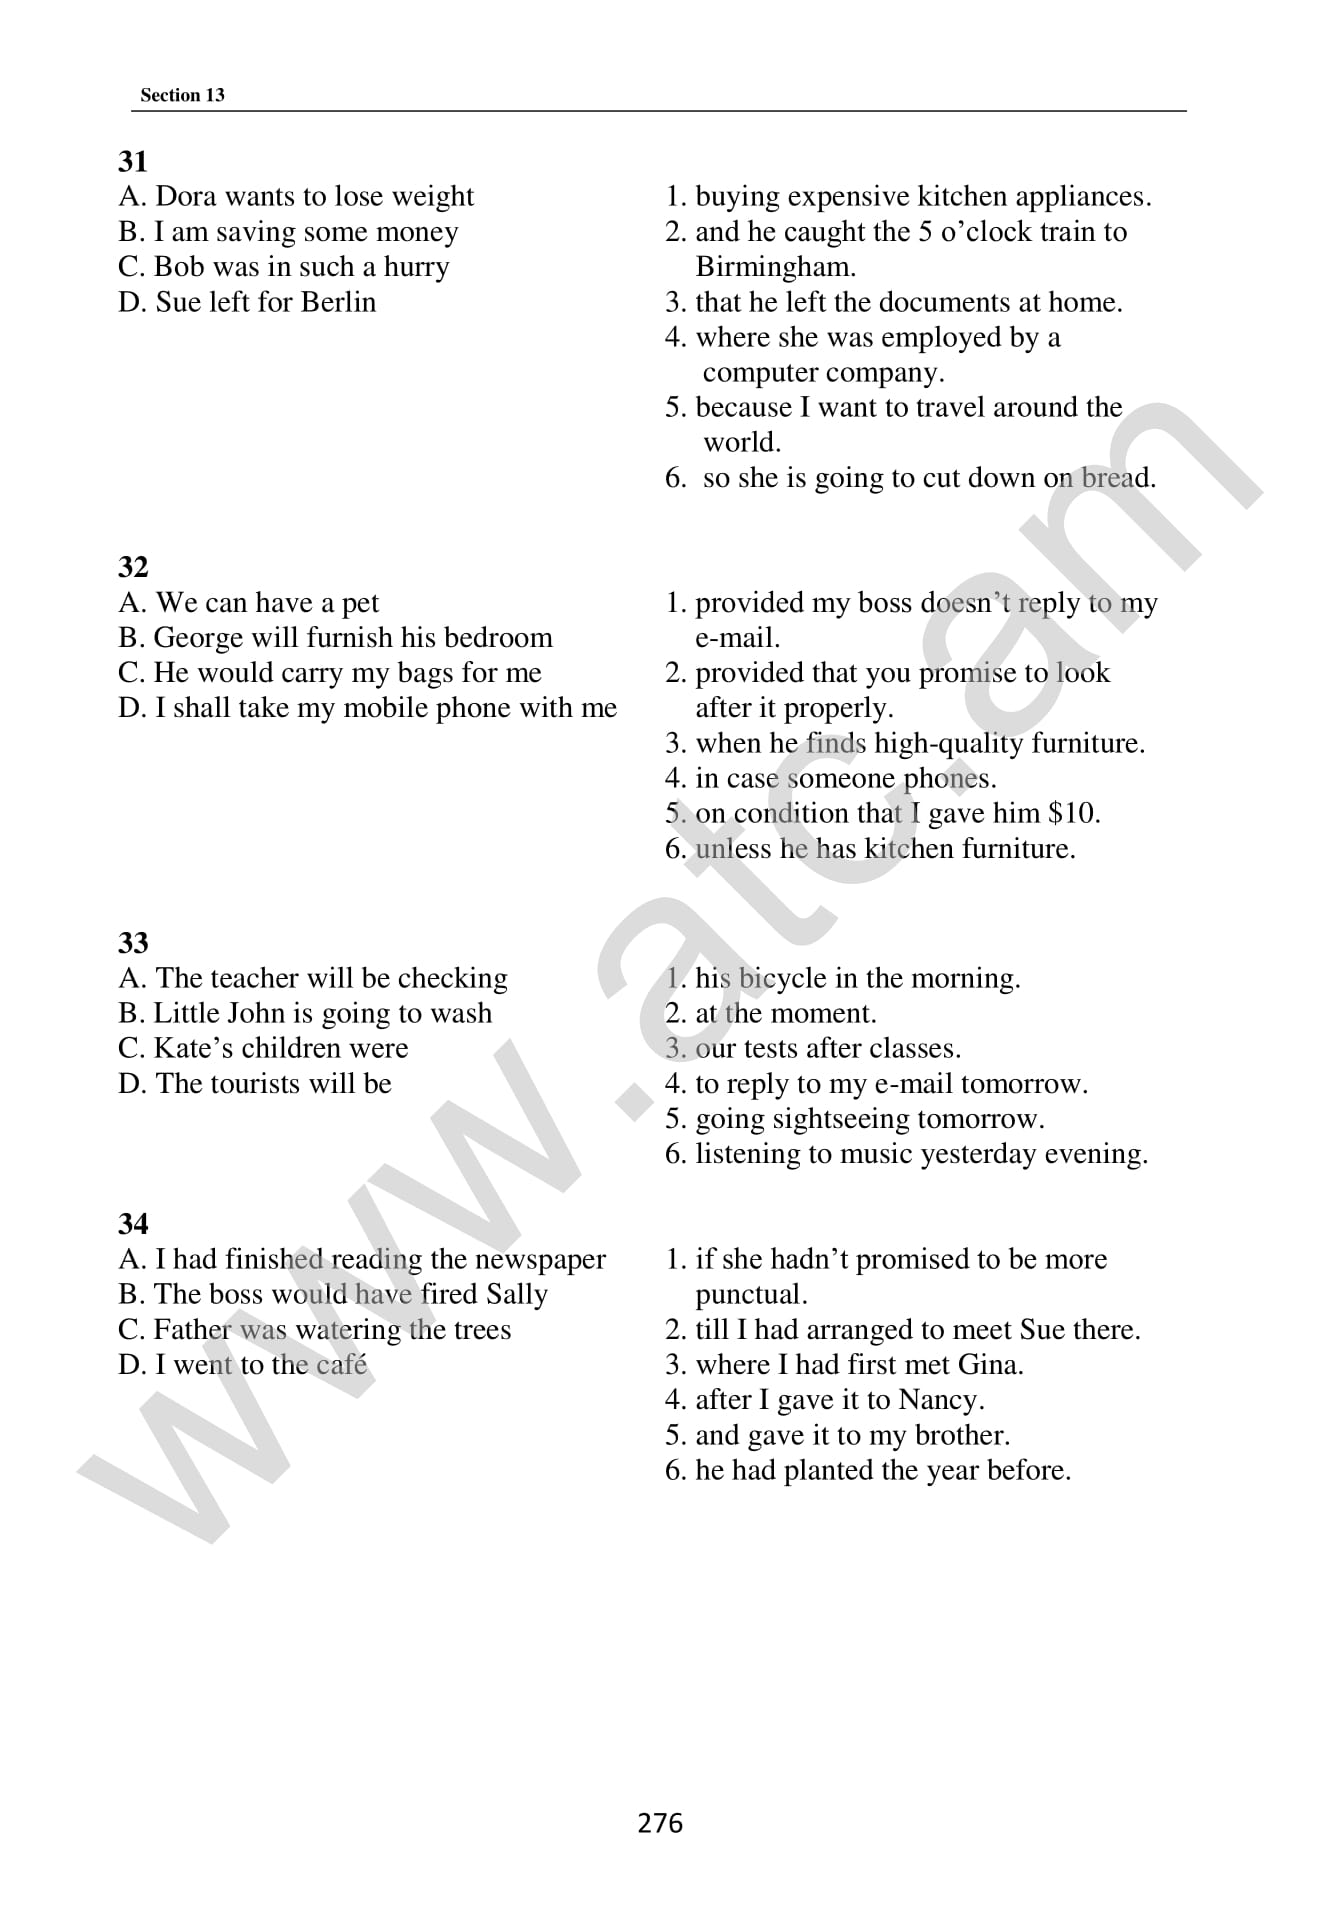 Section 13
31
A. Dora wants to lose weight
B. I am saving some money
C. Bob was in such a hurry
D. Sue left for Berlin
1. buying expensive kitchen appliances.
2. and he caught the 5 o’clock train to
Birmingham.
3. that he left the documents at home.
4. where she was employed by a
computer company.
5. because I want to travel around the
world.
6. so she is going to cut down on bread.
32
A. We can have a pet
B. George will furnish his bedroom
C. He would carry my bags for me
D. I shall take my mobile phone with me
1. provided my boss doesn’t reply to my
e-mail.
2. provided that you promise to look
after it properly.
3. when he finds high-quality furniture.
4. in case someone phones.
5. on condition that I gave him $10.
6. unless he has kitchen furniture.
33
A. The teacher will be checking
B. Little John is going to wash
C. Kate’s children were
D. The tourists will be
1. his bicycle in the morning.
2. at the moment.
3. our tests after classes.
4. to reply to my e-mail tomorrow.
5. going sightseeing tomorrow.
6. listening to music yesterday evening.
34
A. I had finished reading the newspaper
B. The boss would have fired Sally
C. Father was watering the trees
D. I went to the café
1. if she hadn’t promised to be more
punctual.
2. till I had arranged to meet Sue there.
3. where I had first met Gina.
4. after I gave it to Nancy.
5. and gave it to my brother.
6. he had planted the year before.
276
www.atc.am